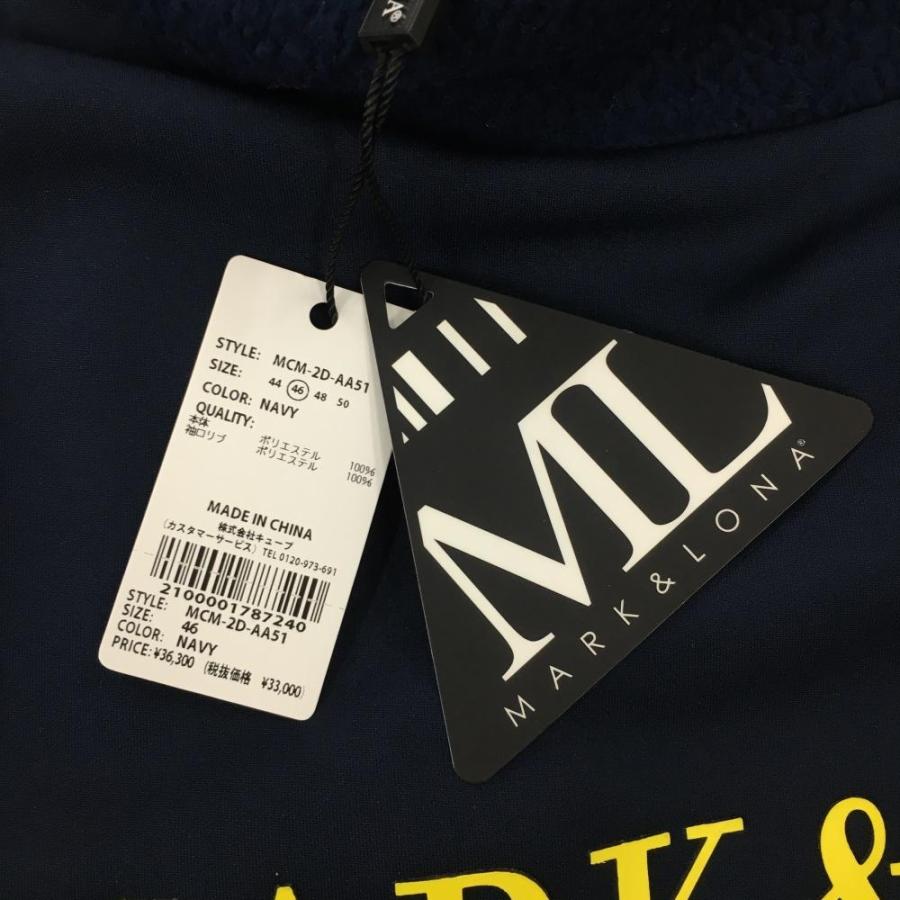 A®
STYLE: MCM-2D-AA51
SIZE: 44 46 48 50
COLOR: NAVY
QUALITY:
本体 ポリエステル 100%
袖口リブ ポリエステル 100%
MADE IN CHINA
株式会社キューブ
(カスタマーサービス) TEL 0120-973-691
2100001787240
STYLE: MCM-2D-AA51
SIZE: 46
COLOR: NAVY
PRICE: ¥36,300 (税抜価格 ¥33,000)
ML
MARK & LONA®
ARK &